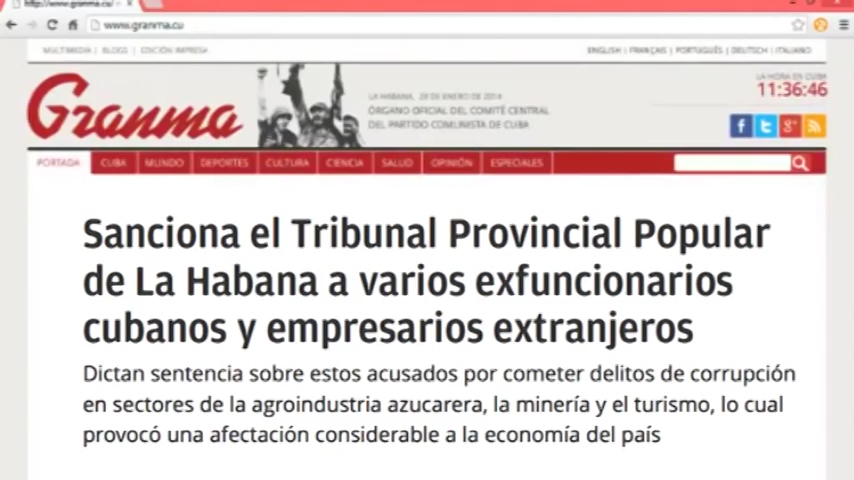 http://www.granma.cu/
www.granma.cu
MULTIMEDIA | BLOGS | EDICIÓN IMPRESA
ENGLISH | FRANÇAIS | PORTUGUÊS | DEUTSCH | ITALIANO
Granma
LA HABANA, 28 DE ENERO DE 2014
ÓRGANO OFICIAL DEL COMITÉ CENTRAL
DEL PARTIDO COMUNISTA DE CUBA
LA HORA EN CUBA
11:36:46
PORTADA CUBA MUNDO DEPORTES CULTURA CIENCIA SALUD OPINIÓN ESPECIALES
Sanciona el Tribunal Provincial Popular
de La Habana a varios exfuncionarios
cubanos y empresarios extranjeros
Dictan sentencia sobre estos acusados por cometer delitos de corrupción
en sectores de la agroindustria azucarera, la minería y el turismo, lo cual
provocó una afectación considerable a la economía del país